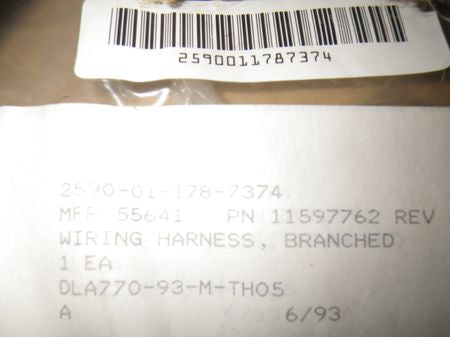 2590011787374
2590-01-178-7374
MFR 55641 PN 11597762 REV
WIRING HARNESS, BRANCHED
1 EA
DLA770-93-M-TH05
A 6/93